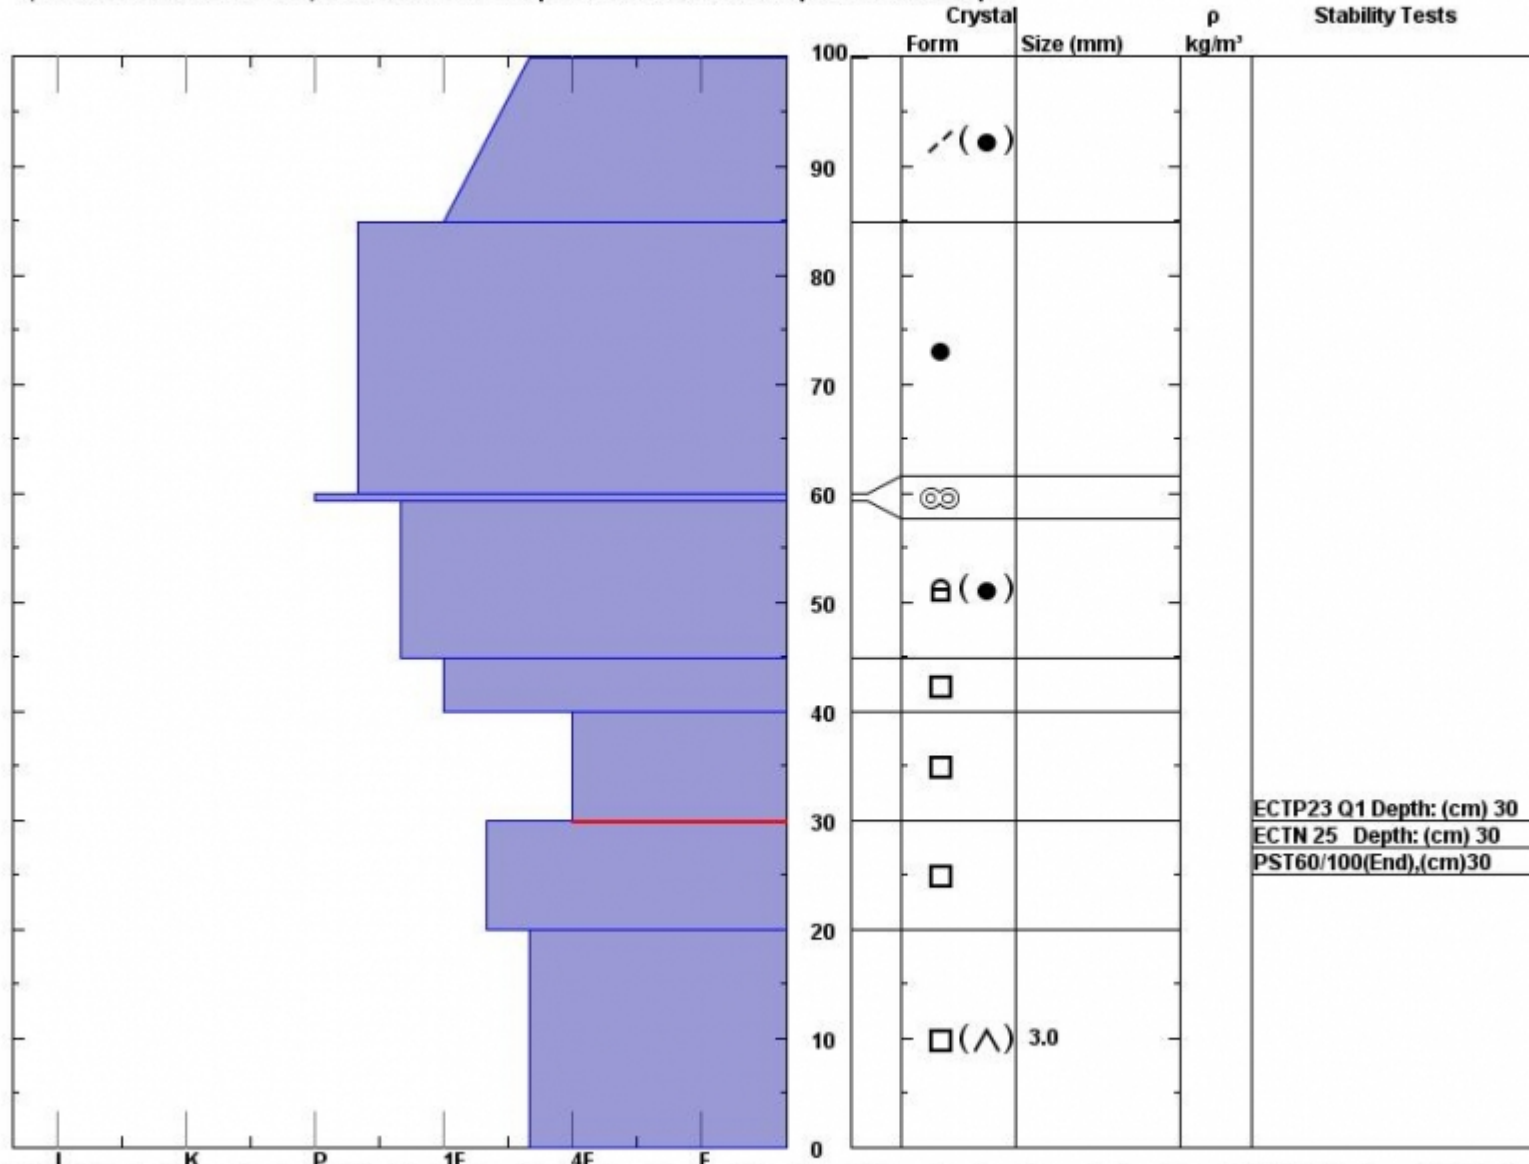 Crystal ρ Stability Tests
Form Size (mm) kg/m³
100
90
80
70
60
50
40
30
ECTP23 Q1 Depth: (cm) 30
ECTN 25 Depth: (cm) 30
PST60/100(End),(cm)30
20
10
3.0
0
I K P 1F 4F F